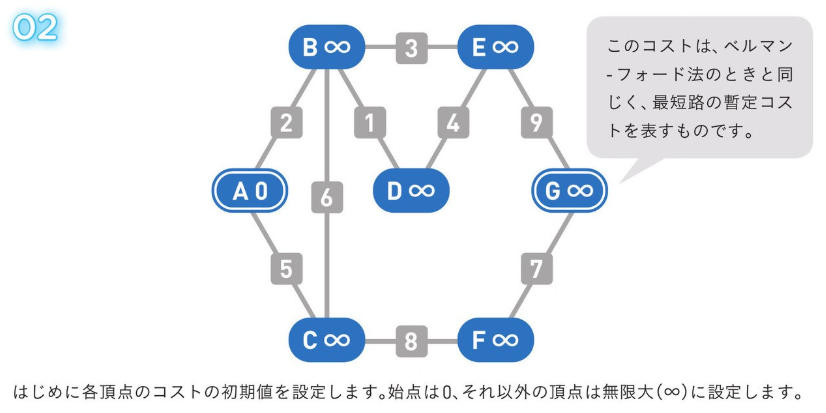 02
B ∞
3
E ∞
このコストは、ベルマン
-フォード法のときと同
じく、最短路の暫定コス
トを表すものです。
2
1
4
9
A 0
6
D ∞
G ∞
5
7
C ∞
8
F ∞
はじめに各頂点のコストの初期値を設定します。始点は0、それ以外の頂点は無限大(∞)に設定します。